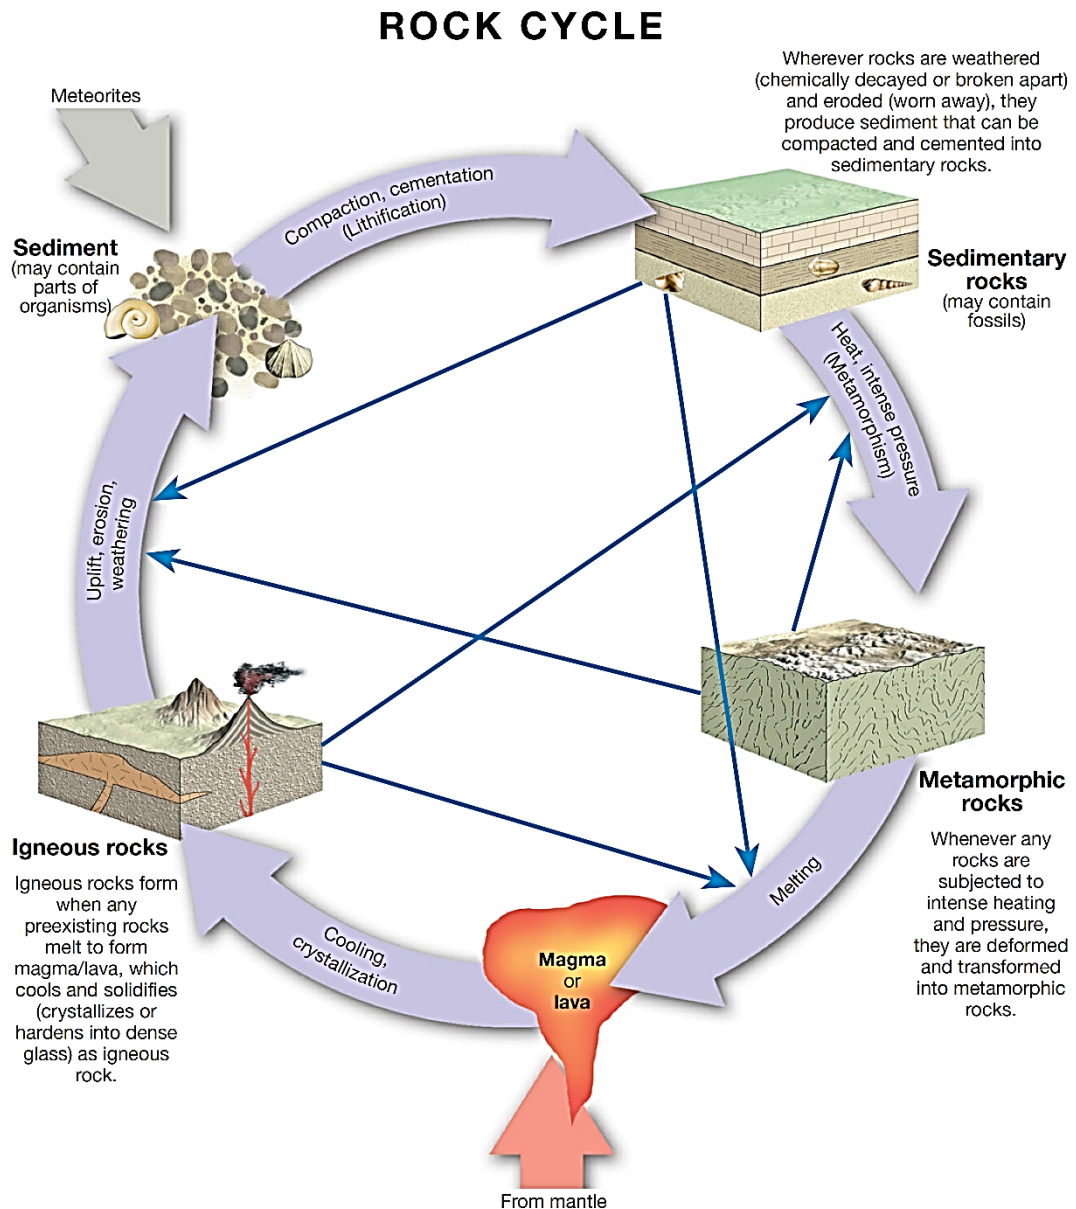 ROCK CYCLE
Wherever rocks are weathered
(chemically decayed or broken apart)
and eroded (worn away), they
produce sediment that can be
compacted and cemented into
sedimentary rocks.
Meteorites
Compaction, cementation
(Lithification)
Sediment
(may contain
parts of
organisms)
Sedimentary
rocks
(may contain
fossils)
Heat, intense pressure
(Metamorphism)
Uplift, erosion,
weathering
Metamorphic
rocks
Whenever any
rocks are
subjected to
intense heating
and pressure,
they are deformed
and transformed
into metamorphic
rocks.
Igneous rocks
Igneous rocks form
when any
preexisting rocks
melt to form
magma/lava, which
cools and solidifies
(crystallizes or
hardens into dense
glass) as igneous
rock.
Melting
Cooling,
crystallization
Magma
or
lava
From mantle